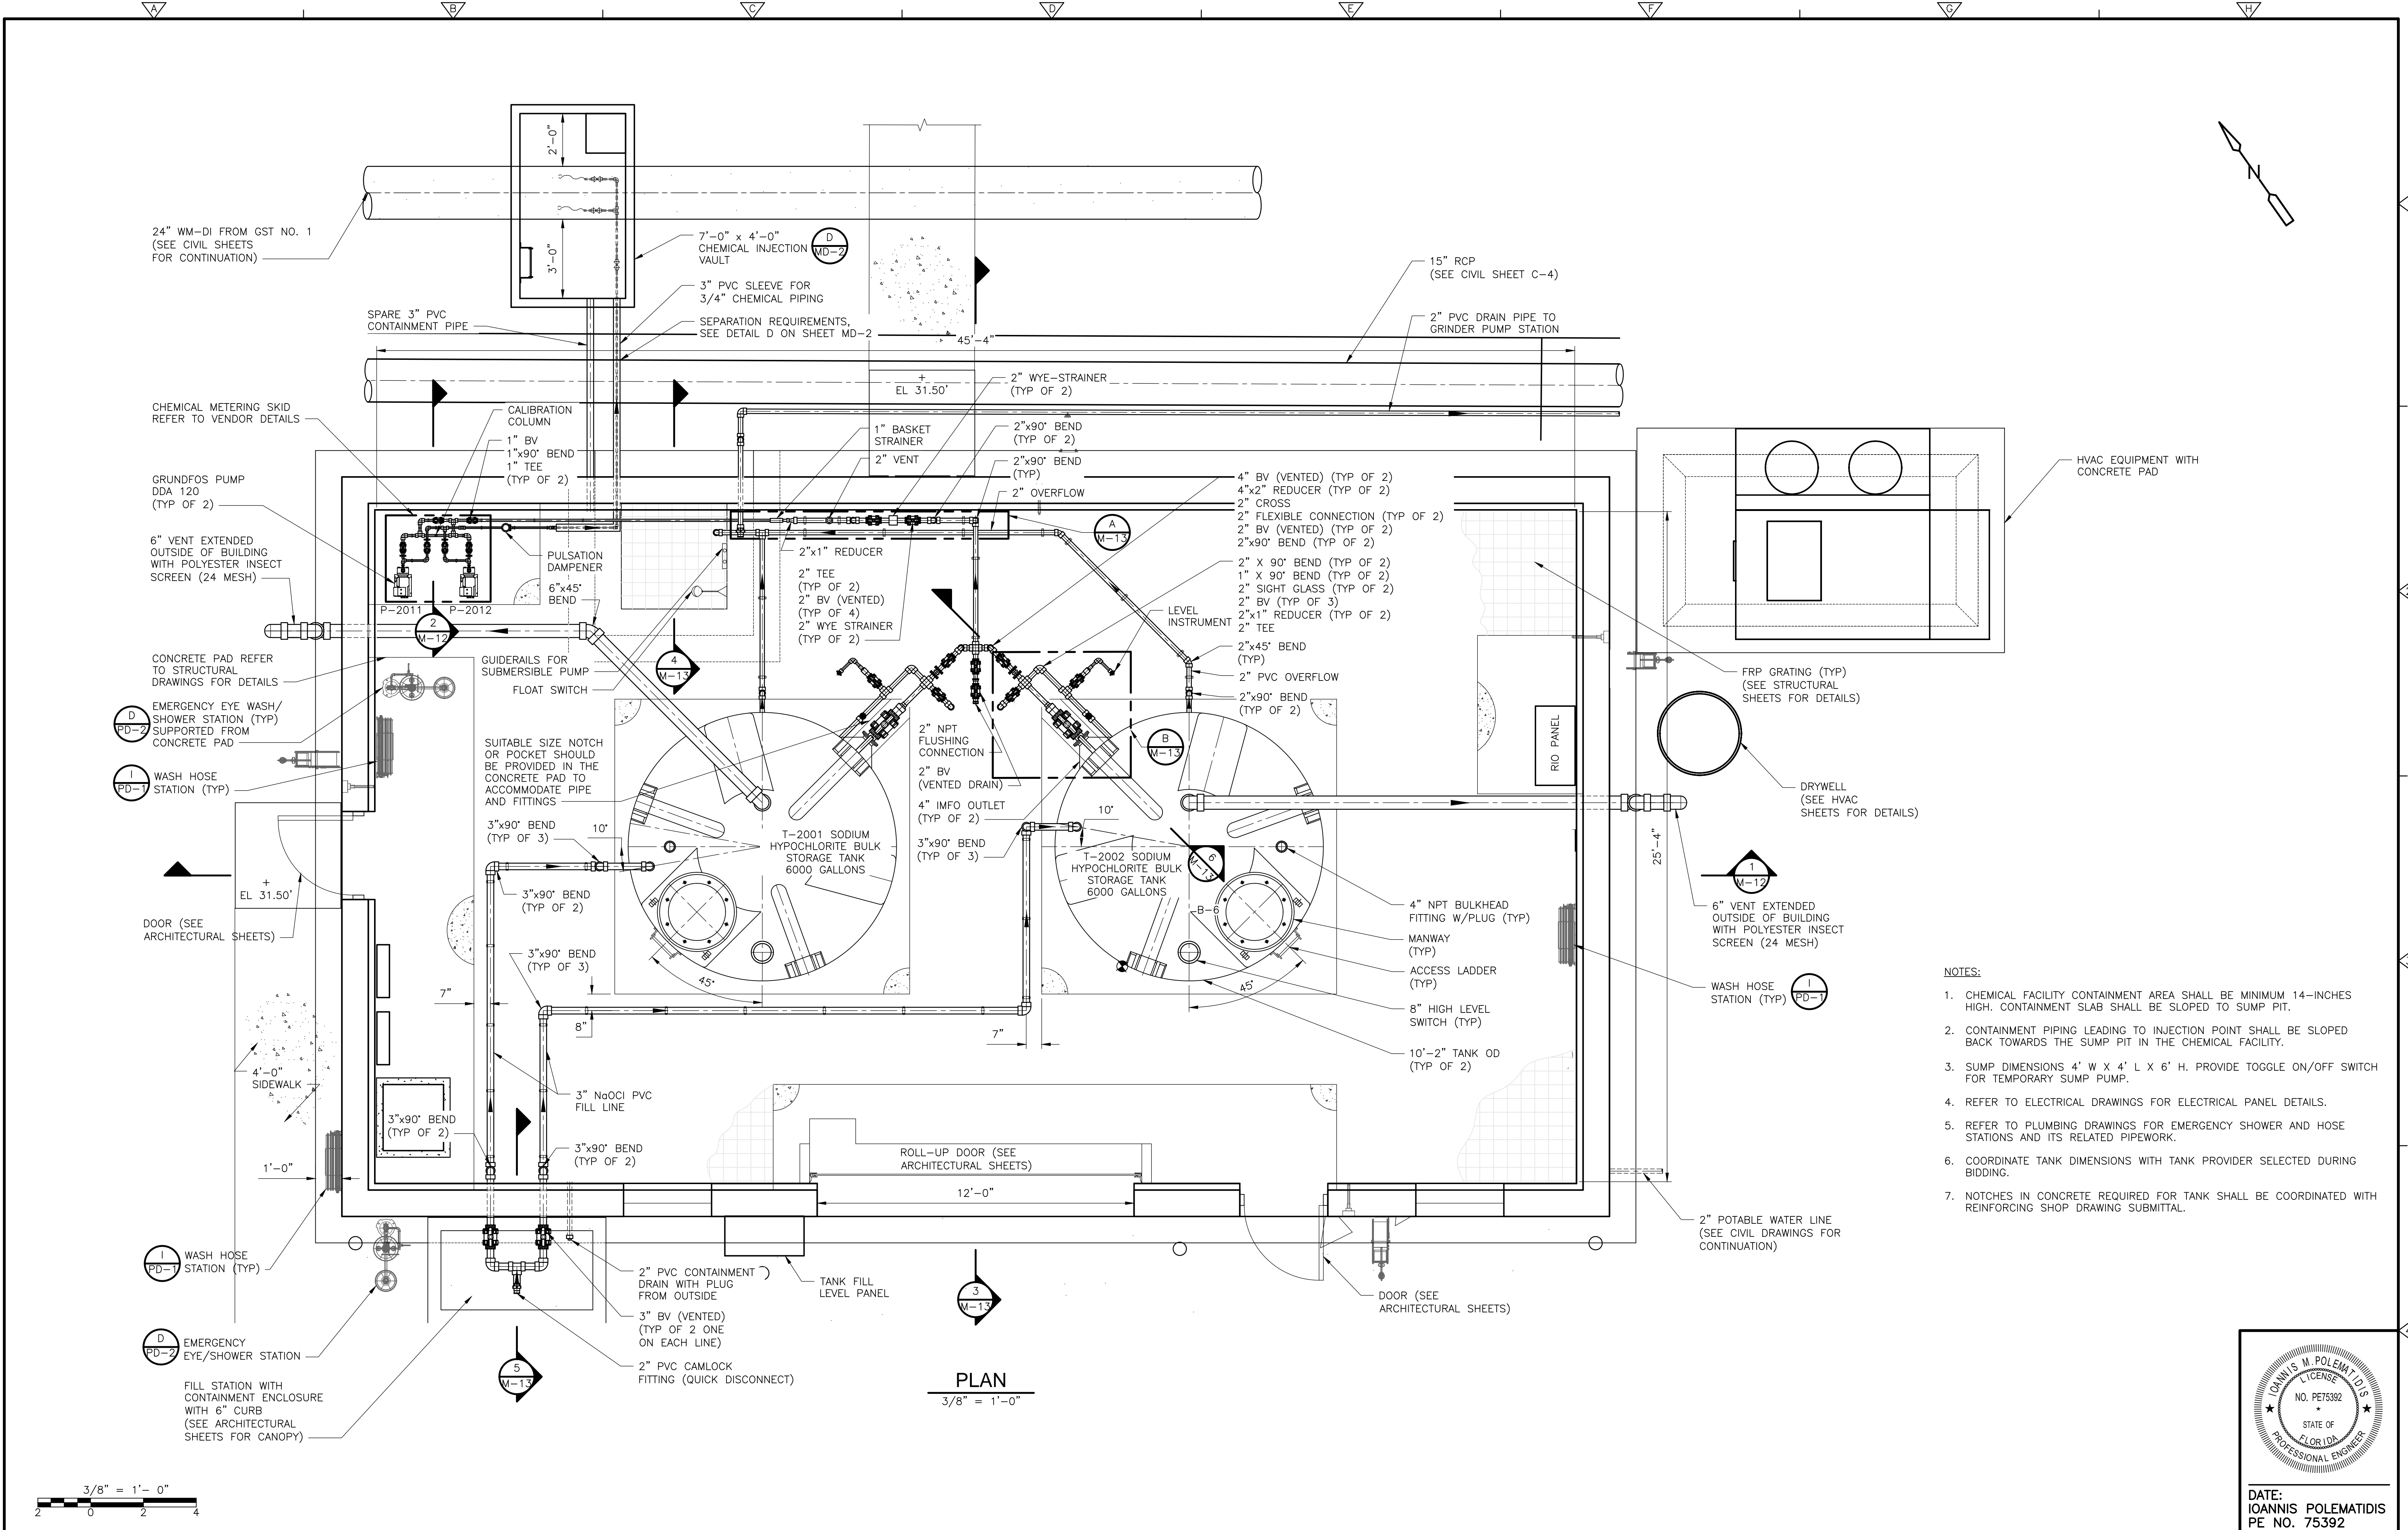 A
B
C
D
E
F
G
H
N
24" WM-DI FROM GST NO. 1
(SEE CIVIL SHEETS
FOR CONTINUATION)
2'-0"
3'-0"
7'-0" x 4'-0"
CHEMICAL INJECTION
VAULT
D
MD-2
3" PVC SLEEVE FOR
3/4" CHEMICAL PIPING
SPARE 3" PVC
CONTAINMENT PIPE
SEPARATION REQUIREMENTS,
SEE DETAIL D ON SHEET MD-2
45'-4"
15" RCP
(SEE CIVIL SHEET C-4)
2" PVC DRAIN PIPE TO
GRINDER PUMP STATION
+
EL 31.50'
2" WYE-STRAINER
(TYP OF 2)
CHEMICAL METERING SKID
REFER TO VENDOR DETAILS
CALIBRATION
COLUMN
1" BV
1"x90° BEND
1" TEE
(TYP OF 2)
1" BASKET
STRAINER
2" VENT
2"x90° BEND
(TYP OF 2)
2"x90° BEND
(TYP)
2" OVERFLOW
GRUNDFOS PUMP
DDA 120
(TYP OF 2)
4" BV (VENTED) (TYP OF 2)
4"x2" REDUCER (TYP OF 2)
2" CROSS
2" FLEXIBLE CONNECTION (TYP OF 2)
2" BV (VENTED) (TYP OF 2)
2"x90° BEND (TYP OF 2)
HVAC EQUIPMENT WITH
CONCRETE PAD
A
M-13
6" VENT EXTENDED
OUTSIDE OF BUILDING
WITH POLYESTER INSECT
SCREEN (24 MESH)
PULSATION
DAMPENER
2"x1" REDUCER
2" TEE
(TYP OF 2)
2" BV (VENTED)
(TYP OF 4)
2" WYE STRAINER
(TYP OF 2)
2" X 90° BEND (TYP OF 2)
1" X 90° BEND (TYP OF 2)
2" SIGHT GLASS (TYP OF 2)
2" BV (TYP OF 3)
2"x1" REDUCER (TYP OF 2)
2" TEE
6"x45°
BEND
P-2011
P-2012
2
M-12
LEVEL
INSTRUMENT
2"x45° BEND
(TYP)
2" PVC OVERFLOW
2"x90° BEND
(TYP OF 2)
CONCRETE PAD REFER
TO STRUCTURAL
DRAWINGS FOR DETAILS
GUIDERAILS FOR
SUBMERSIBLE PUMP
FLOAT SWITCH
4
M-13
FRP GRATING (TYP)
(SEE STRUCTURAL
SHEETS FOR DETAILS)
D
PD-2
EMERGENCY EYE WASH/
SHOWER STATION (TYP)
SUPPORTED FROM
CONCRETE PAD
SUITABLE SIZE NOTCH
OR POCKET SHOULD
BE PROVIDED IN THE
CONCRETE PAD TO
ACCOMMODATE PIPE
AND FITTINGS
2" NPT
FLUSHING
CONNECTION
2" BV
(VENTED DRAIN)
B
M-13
RIO PANEL
I
PD-1
WASH HOSE
STATION (TYP)
DRYWELL
(SEE HVAC
SHEETS FOR DETAILS)
4" IMFO OUTLET
(TYP OF 2)
3"x90° BEND
(TYP OF 3)
10°
10°
3"x90° BEND
(TYP OF 3)
T-2001 SODIUM
HYPOCHLORITE BULK
STORAGE TANK
6000 GALLONS
T-2002 SODIUM
HYPOCHLORITE BULK
STORAGE TANK
6000 GALLONS
6
M-13
25'-4"
1
M-12
+
EL 31.50'
3"x90° BEND
(TYP OF 2)
B-6
4" NPT BULKHEAD
FITTING W/PLUG (TYP)
6" VENT EXTENDED
OUTSIDE OF BUILDING
WITH POLYESTER INSECT
SCREEN (24 MESH)
DOOR (SEE
ARCHITECTURAL SHEETS)
MANWAY
(TYP)
3"x90° BEND
(TYP OF 3)
ACCESS LADDER
(TYP)
45°
45°
7"
8"
7"
8" HIGH LEVEL
SWITCH (TYP)
WASH HOSE
STATION (TYP)
I
PD-1
10'-2" TANK OD
(TYP OF 2)
4'-0"
SIDEWALK
3" NaOCl PVC
FILL LINE
3"x90° BEND
(TYP OF 2)
3"x90° BEND
(TYP OF 2)
1'-0"
ROLL-UP DOOR (SEE
ARCHITECTURAL SHEETS)
12'-0"
2" POTABLE WATER LINE
(SEE CIVIL DRAWINGS FOR
CONTINUATION)
I
PD-1
WASH HOSE
STATION (TYP)
2" PVC CONTAINMENT
DRAIN WITH PLUG
FROM OUTSIDE
TANK FILL
LEVEL PANEL
3
M-13
DOOR (SEE
ARCHITECTURAL SHEETS)
3" BV (VENTED)
(TYP OF 2 ONE
ON EACH LINE)
D
PD-2
EMERGENCY
EYE/SHOWER STATION
5
M-13
2" PVC CAMLOCK
FITTING (QUICK DISCONNECT)
FILL STATION WITH
CONTAINMENT ENCLOSURE
WITH 6" CURB
(SEE ARCHITECTURAL
SHEETS FOR CANOPY)
PLAN
3/8" = 1'-0"
NOTES:
1. CHEMICAL FACILITY CONTAINMENT AREA SHALL BE MINIMUM 14-INCHES
HIGH. CONTAINMENT SLAB SHALL BE SLOPED TO SUMP PIT.
2. CONTAINMENT PIPING LEADING TO INJECTION POINT SHALL BE SLOPED
BACK TOWARDS THE SUMP PIT IN THE CHEMICAL FACILITY.
3. SUMP DIMENSIONS 4' W X 4' L X 6' H. PROVIDE TOGGLE ON/OFF SWITCH
FOR TEMPORARY SUMP PUMP.
4. REFER TO ELECTRICAL DRAWINGS FOR ELECTRICAL PANEL DETAILS.
5. REFER TO PLUMBING DRAWINGS FOR EMERGENCY SHOWER AND HOSE
STATIONS AND ITS RELATED PIPEWORK.
6. COORDINATE TANK DIMENSIONS WITH TANK PROVIDER SELECTED DURING
BIDDING.
7. NOTCHES IN CONCRETE REQUIRED FOR TANK SHALL BE COORDINATED WITH
REINFORCING SHOP DRAWING SUBMITTAL.
3/8" = 1'- 0"
2 0 2 4
IOANNIS M. POLEMATIDIS
LICENSE
NO. PE75392
STATE OF
FLORIDA
PROFESSIONAL ENGINEER
DATE:
IOANNIS POLEMATIDIS
PE NO. 75392